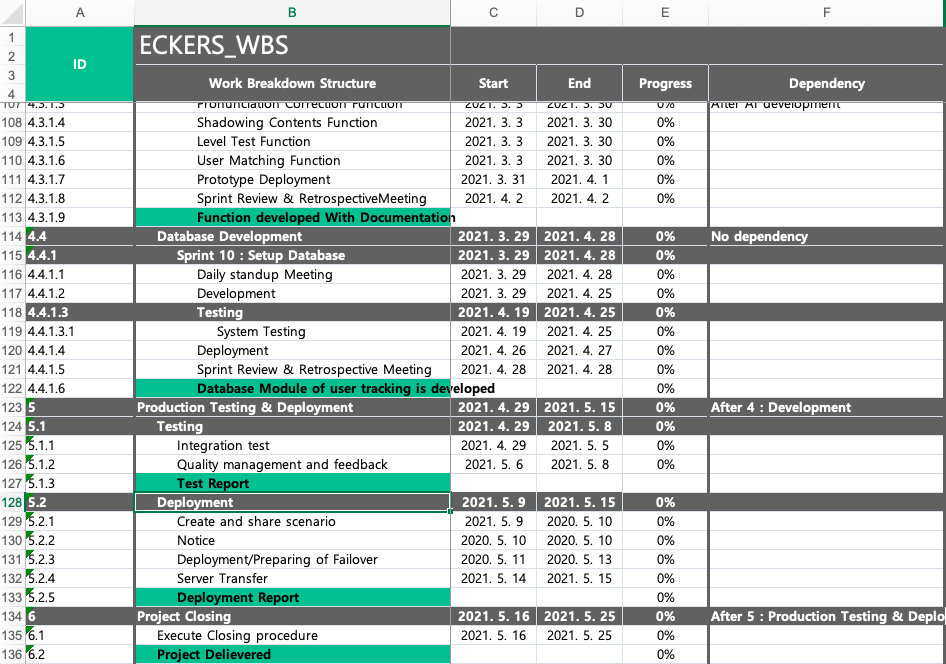 A B C D E F
1 ECKERS_WBS
2 ID
3 Work Breakdown Structure Start End Progress Dependency
4
107 4.3.1.3 Pronunciation Correction Function 2021. 3. 3 2021. 3. 30 0% After AI development
108 4.3.1.4 Shadowing Contents Function 2021. 3. 3 2021. 3. 30 0%
109 4.3.1.5 Level Test Function 2021. 3. 3 2021. 3. 30 0%
110 4.3.1.6 User Matching Function 2021. 3. 3 2021. 3. 30 0%
111 4.3.1.7 Prototype Deployment 2021. 3. 31 2021. 4. 1 0%
112 4.3.1.8 Sprint Review & RetrospectiveMeeting 2021. 4. 2 2021. 4. 2 0%
113 4.3.1.9 Function developed With Documentation
114 4.4 Database Development 2021. 3. 29 2021. 4. 28 0% No dependency
115 4.4.1 Sprint 10 : Setup Database 2021. 3. 29 2021. 4. 28 0%
116 4.4.1.1 Daily standup Meeting 2021. 3. 29 2021. 4. 28 0%
117 4.4.1.2 Development 2021. 3. 29 2021. 4. 25 0%
118 4.4.1.3 Testing 2021. 4. 19 2021. 4. 25 0%
119 4.4.1.3.1 System Testing 2021. 4. 19 2021. 4. 25 0%
120 4.4.1.4 Deployment 2021. 4. 26 2021. 4. 27 0%
121 4.4.1.5 Sprint Review & Retrospective Meeting 2021. 4. 28 2021. 4. 28 0%
122 4.4.1.6 Database Module of user tracking is developed 0%
123 5 Production Testing & Deployment 2021. 4. 29 2021. 5. 15 0% After 4 : Development
124 5.1 Testing 2021. 4. 29 2021. 5. 8 0%
125 5.1.1 Integration test 2021. 4. 29 2021. 5. 5 0%
126 5.1.2 Quality management and feedback 2021. 5. 6 2021. 5. 8 0%
127 5.1.3 Test Report
128 5.2 Deployment 2021. 5. 9 2021. 5. 15 0%
129 5.2.1 Create and share scenario 2021. 5. 9 2020. 5. 10 0%
130 5.2.2 Notice 2020. 5. 10 2020. 5. 10 0%
131 5.2.3 Deployment/Preparing of Failover 2020. 5. 11 2020. 5. 13 0%
132 5.2.4 Server Transfer 2021. 5. 14 2021. 5. 15 0%
133 5.2.5 Deployment Report 0%
134 6 Project Closing 2021. 5. 16 2021. 5. 25 0% After 5 : Production Testing & Deplo
135 6.1 Execute Closing procedure 2021. 5. 16 2021. 5. 25 0%
136 6.2 Project Delievered 0%